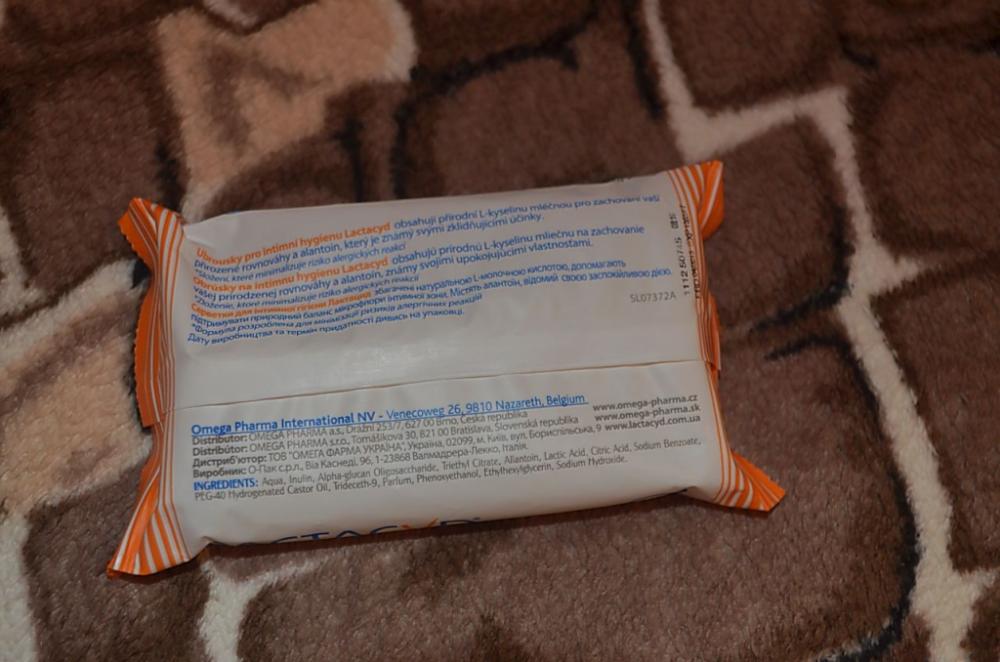 Ubrousky pro intimní hygienu Lactacyd obsahují přírodní L-kyselinu mléčnou pro zachování vaší
přirozené rovnováhy a alantoin, který je známý svými zklidňujícími účinky.
*složení, které minimalizuje riziko alergických reakcí
Obrúsky na intímnu hygienu Lactacyd obsahujú prírodnú L-kyselinu mliečnu na zachovanie
vašej prirodzenej rovnováhy a alantoín, známy svojimi upokojujúcimi vlastnosťami.
*zloženie, ktoré minimalizuje riziko alergických reakcií
Серветки для інтимної гігієни Лактацид збагачені натуральною L-молочною кислотою, допомагають
підтримувати природний баланс мікрофлори інтимної зони. Містять алантоїн, відомий своєю заспокійливою дією.
*Формула розроблена для мінімізації ризиків алергічних реакцій
Дату виробництва та термін придатності дивись на упаковці.
SL07372A
Omega Pharma International NV - Venecoweg 26, 9810 Nazareth, Belgium
Distributor: OMEGA PHARMA a.s., Drážní 253/7, 627 00 Brno, Česká republika
Distribútor: OMEGA PHARMA s.r.o., Tomášikova 30, 821 00 Bratislava, Slovenská republika
Дистриб'ютор: ТОВ "ОМЕГА ФАРМА УКРАЇНА", Україна, 02099, м. Київ, вул. Бориспільська, 9
Виробник: О-Пак с.р.л., Віа Каснеді, 96, 1-23868 Валмадрера-Лекко, Італія.
www.omega-pharma.cz
www.omega-pharma.sk
www.lactacyd.com.ua
INGREDIENTS: Aqua, Inulin, Alpha-glucan Oligosaccharide, Triethyl Citrate, Allantoin, Lactic Acid, Citric Acid, Sodium Benzoate,
PEG-40 Hydrogenated Castor Oil, Trideceth-9, Parfum, Phenoxyethanol, Ethylhexylglycerin, Sodium Hydroxide.